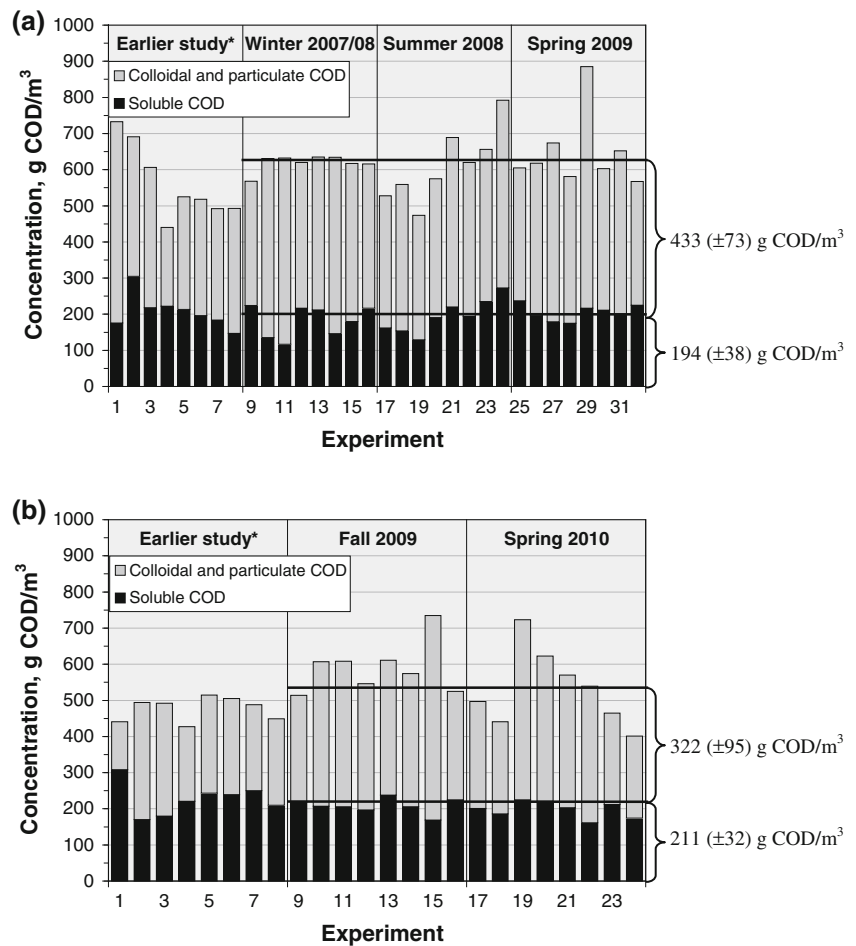 (a)
Concentration, g COD/m³
1000
900
800
700
600
500
400
300
200
100
0
Earlier study* Winter 2007/08 Summer 2008 Spring 2009
Colloidal and particulate COD
Soluble COD
433 (±73) g COD/m³
194 (±38) g COD/m³
1 3 5 7 9 11 13 15 17 19 21 23 25 27 29 31
Experiment
(b)
Concentration, g COD/m³
1000
900
800
700
600
500
400
300
200
100
0
Earlier study* Fall 2009 Spring 2010
Colloidal and particulate COD
Soluble COD
322 (±95) g COD/m³
211 (±32) g COD/m³
1 3 5 7 9 11 13 15 17 19 21 23
Experiment